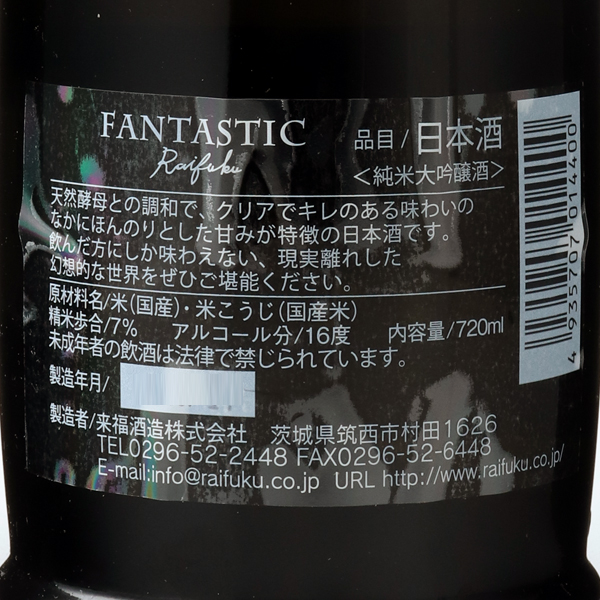 FANTASTIC
Raifuku
品目/日本酒
<純米大吟醸酒>
天然酵母との調和で、クリアでキレのある味わいの
なかにほんのりとした甘みが特徴の日本酒です。
飲んだ方にしか味わえない、現実離れした
幻想的な世界をぜひご堪能ください。
原材料名/米(国産)・米こうじ(国産米)
精米歩合/7% アルコール分/16度 内容量/720ml
未成年者の飲酒は法律で禁じられています。
製造年月/
製造者/来福酒造株式会社 茨城県筑西市村田1626
TEL0296-52-2448 FAX0296-52-6448
E-mail:info@raifuku.co.jp URL http://www.raifuku.co.jp/
4 935707 014400